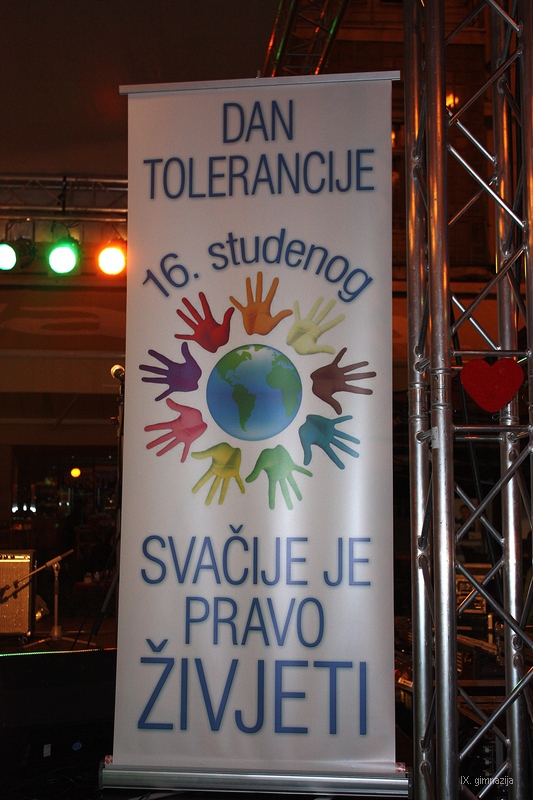 DAN
TOLERANCIJE
16. studenog
SVAČIJE JE
PRAVO
ŽIVJETI
IX. gimnazija